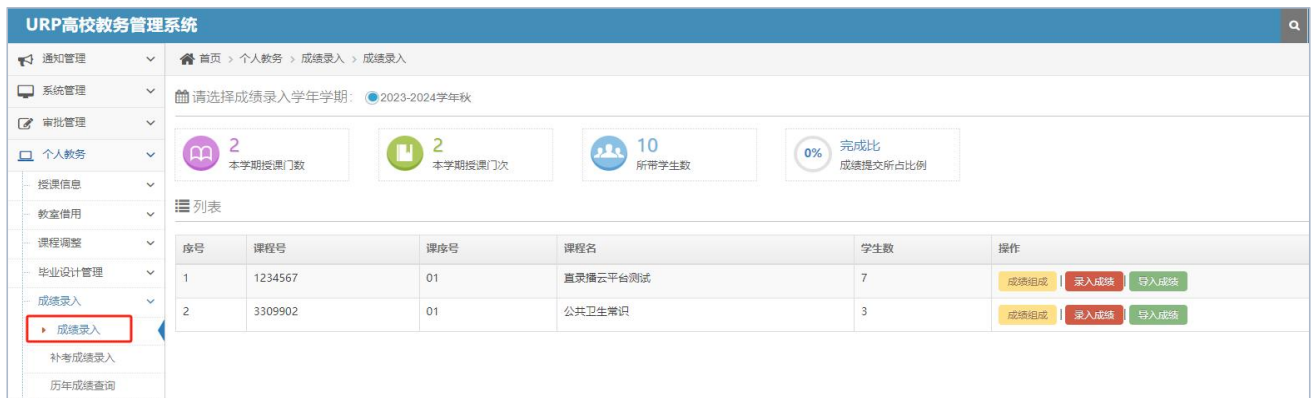 URP高校教务管理系统
通知管理
首页 > 个人教务 > 成绩录入 > 成绩录入
系统管理
请选择成绩录入学年学期: 2023-2024学年秋
审批管理
个人教务
2
本学期授课门数
2
本学期授课门次
10
所带学生数
0%
完成比
成绩提交所占比例
授课信息
教室借用
列表
课程调整
毕业设计管理
成绩录入
成绩录入
补考成绩录入
历年成绩查询
序号 课程号 课序号 课程名 学生数 操作
1 1234567 01 直录播云平台测试 7 成绩组成 | 录入成绩 | 导入成绩
2 3309902 01 公共卫生常识 3 成绩组成 | 录入成绩 | 导入成绩